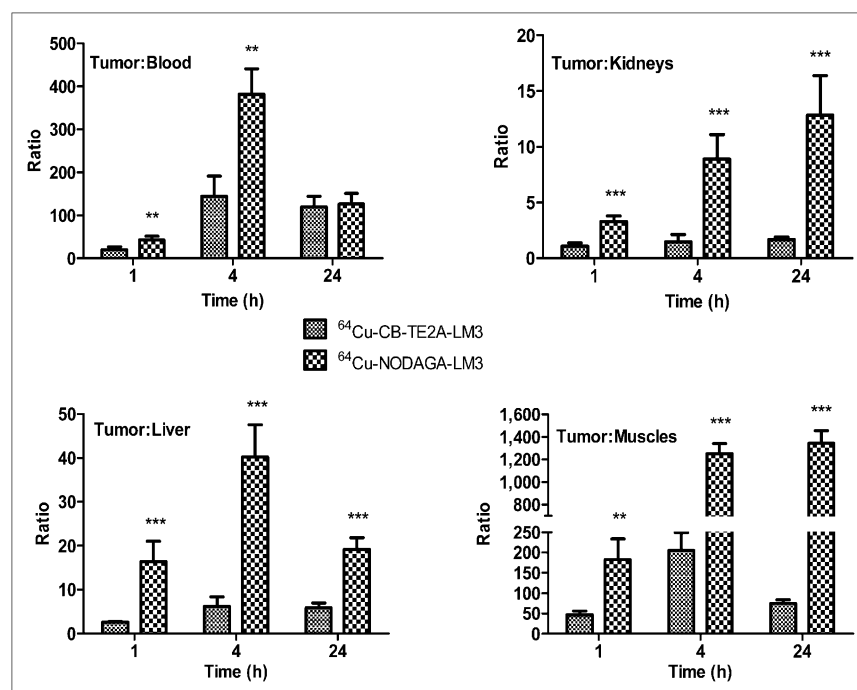 Tumor:Blood
Ratio
500
400
300
200
100
0
**
**
1 4 24
Time (h)
Tumor:Kidneys
Ratio
20
15
10
5
0
***
***
***
1 4 24
Time (h)
⁶⁴Cu-CB-TE2A-LM3
⁶⁴Cu-NODAGA-LM3
Tumor:Liver
Ratio
50
40
30
20
10
0
***
***
***
1 4 24
Time (h)
Tumor:Muscles
Ratio
1,600
1,400
1,200
1,000
800
250
200
150
100
50
0
**
***
***
1 4 24
Time (h)